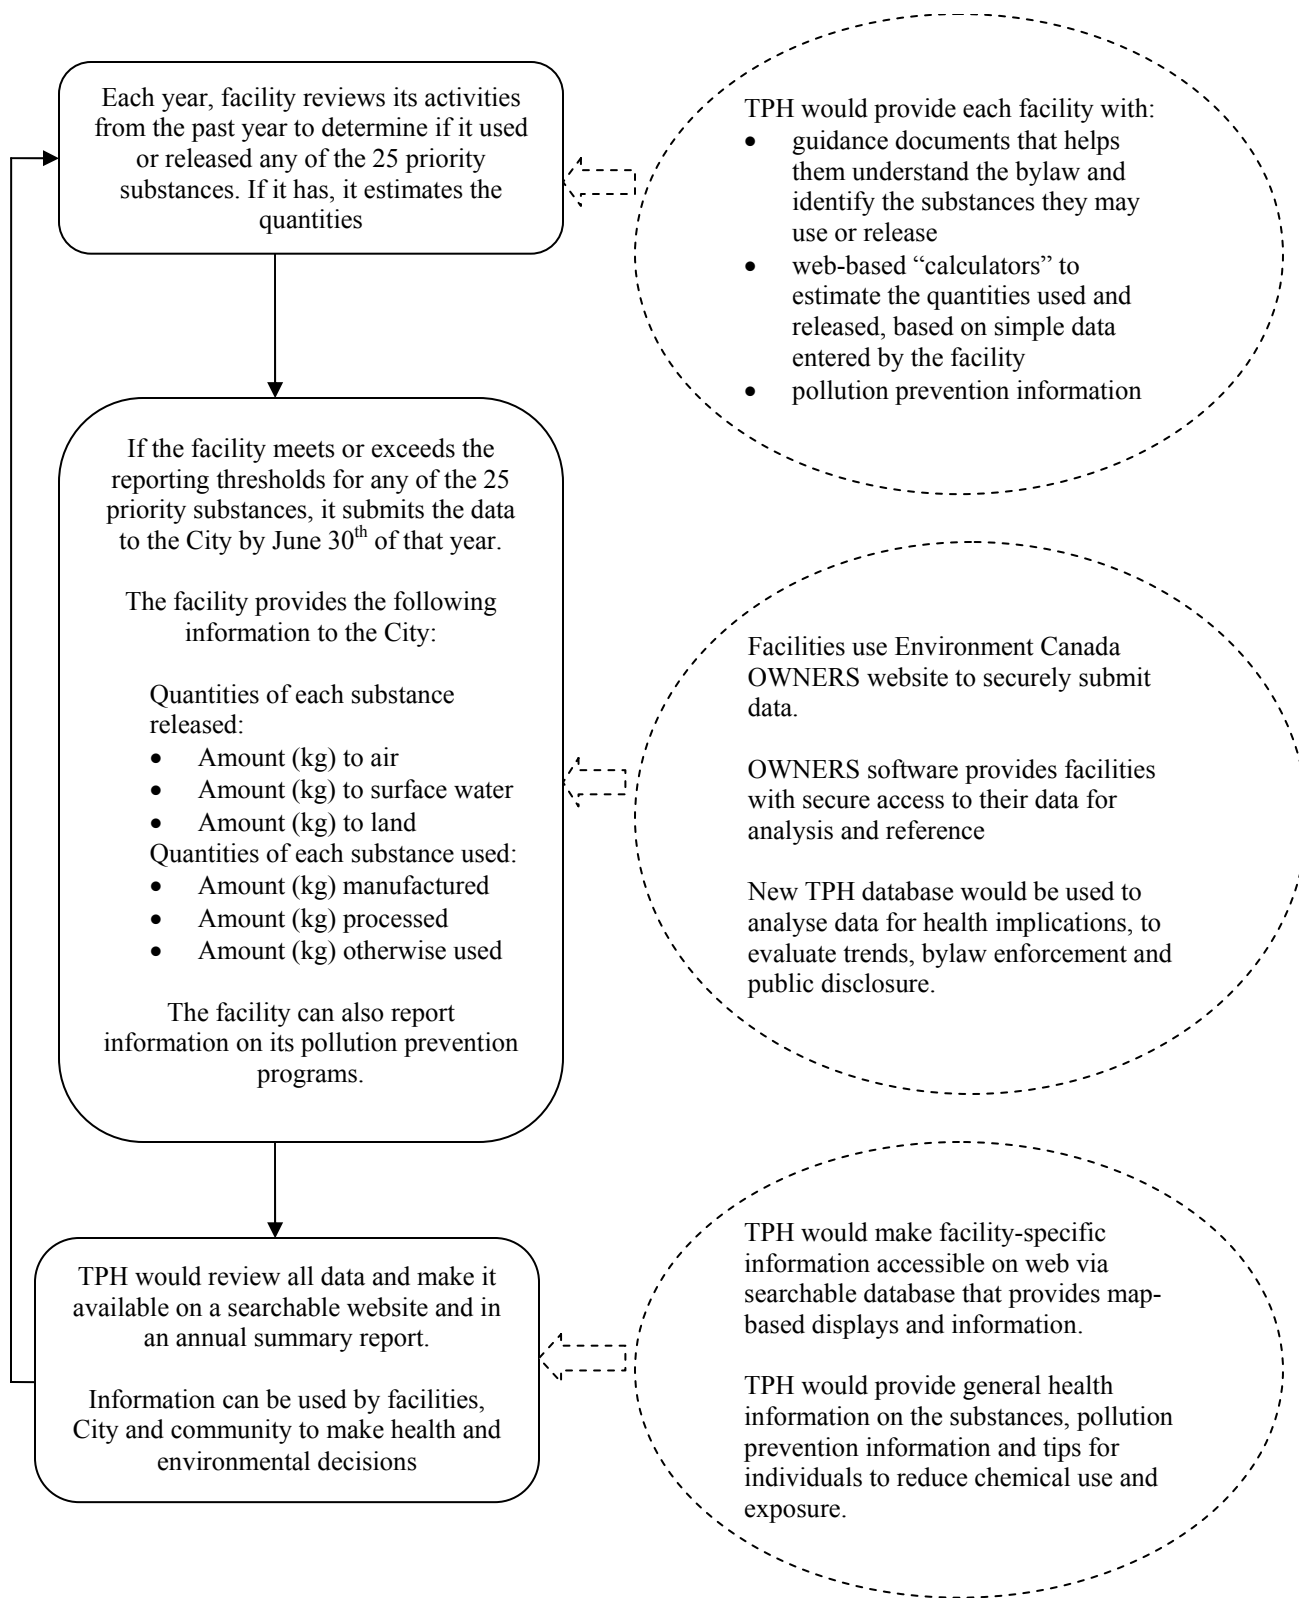 Each year, facility reviews its activities
from the past year to determine if it used
or released any of the 25 priority
substances. If it has, it estimates the
quantities
TPH would provide each facility with:
• guidance documents that helps
them understand the bylaw and
identify the substances they may
use or release
• web-based “calculators” to
estimate the quantities used and
released, based on simple data
entered by the facility
• pollution prevention information
If the facility meets or exceeds the
reporting thresholds for any of the 25
priority substances, it submits the data
to the City by June 30th of that year.
The facility provides the following
information to the City:
Quantities of each substance
released:
• Amount (kg) to air
• Amount (kg) to surface water
• Amount (kg) to land
Quantities of each substance used:
• Amount (kg) manufactured
• Amount (kg) processed
• Amount (kg) otherwise used
The facility can also report
information on its pollution prevention
programs.
Facilities use Environment Canada
OWNERS website to securely submit
data.
OWNERS software provides facilities
with secure access to their data for
analysis and reference
New TPH database would be used to
analyse data for health implications, to
evaluate trends, bylaw enforcement and
public disclosure.
TPH would review all data and make it
available on a searchable website and in
an annual summary report.
Information can be used by facilities,
City and community to make health and
environmental decisions
TPH would make facility-specific
information accessible on web via
searchable database that provides map-
based displays and information.
TPH would provide general health
information on the substances, pollution
prevention information and tips for
individuals to reduce chemical use and
exposure.